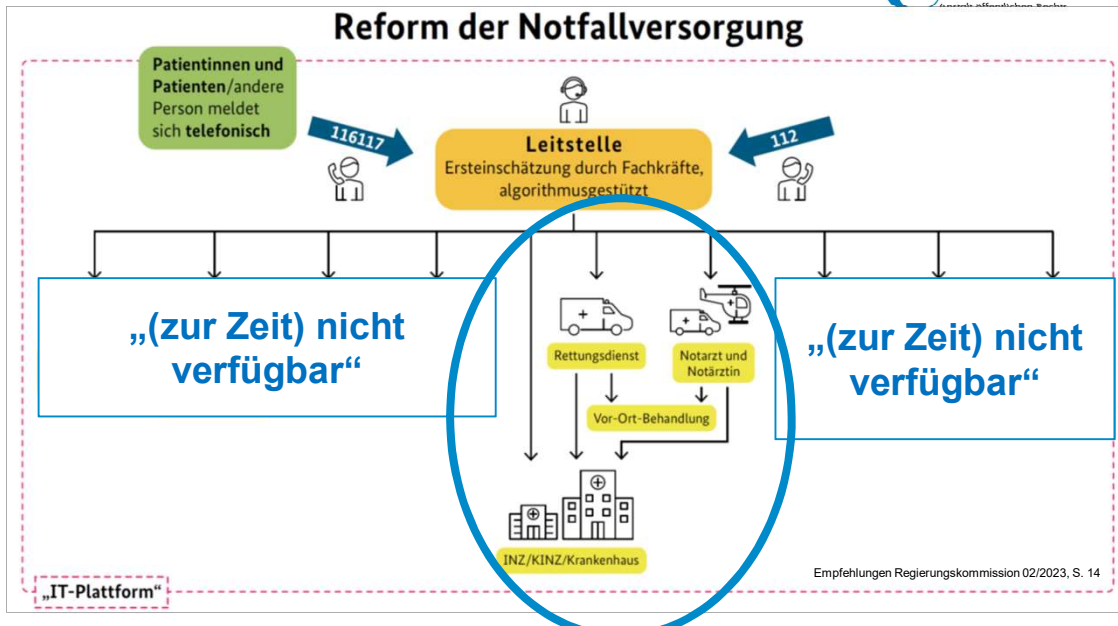 Reform der Notfallversorgung
Patientinnen und
Patienten/andere
Person meldet
sich telefonisch
116117
Leitstelle
Ersteinschätzung durch Fachkräfte,
algorithmusgestützt
112
„(zur Zeit) nicht
verfügbar“
Rettungsdienst
Notarzt und
Notärztin
Vor-Ort-Behandlung
INZ/KINZ/Krankenhaus
„(zur Zeit) nicht
verfügbar“
Empfehlungen Regierungskommission 02/2023, S. 14
„IT-Plattform“